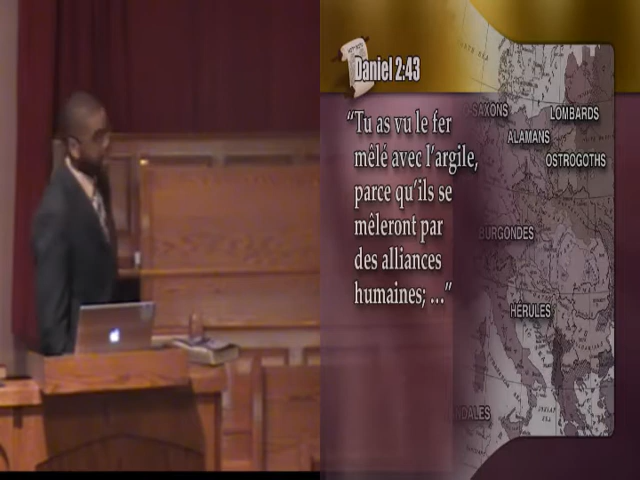 Daniel 2:43
“Tu as vu le fer
mêlé avec l’argile,
parce qu’ils se
mêleront par
des alliances
humaines; ...”
SAXONS
LOMBARDS
ALAMANS
OSTROGOTHS
BURGONDES
HÉRULES